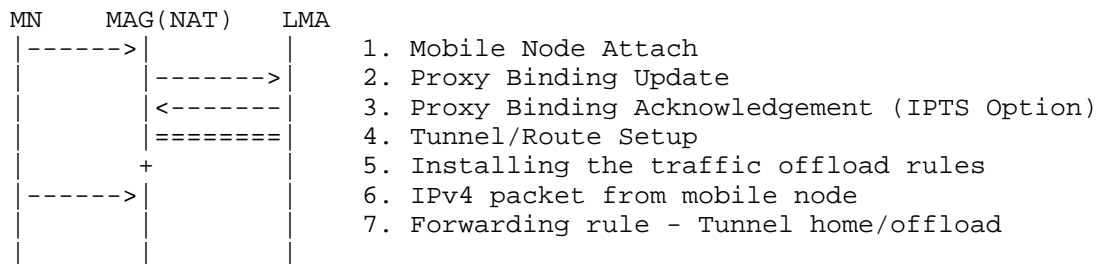 MN MAG(NAT) LMA
|------>| | 1. Mobile Node Attach
| |------->| 2. Proxy Binding Update
| |<-------| 3. Proxy Binding Acknowledgement (IPTS Option)
| |========| 4. Tunnel/Route Setup
| + | 5. Installing the traffic offload rules
|------>| | 6. IPv4 packet from mobile node
| | | 7. Forwarding rule - Tunnel home/offload
| | |